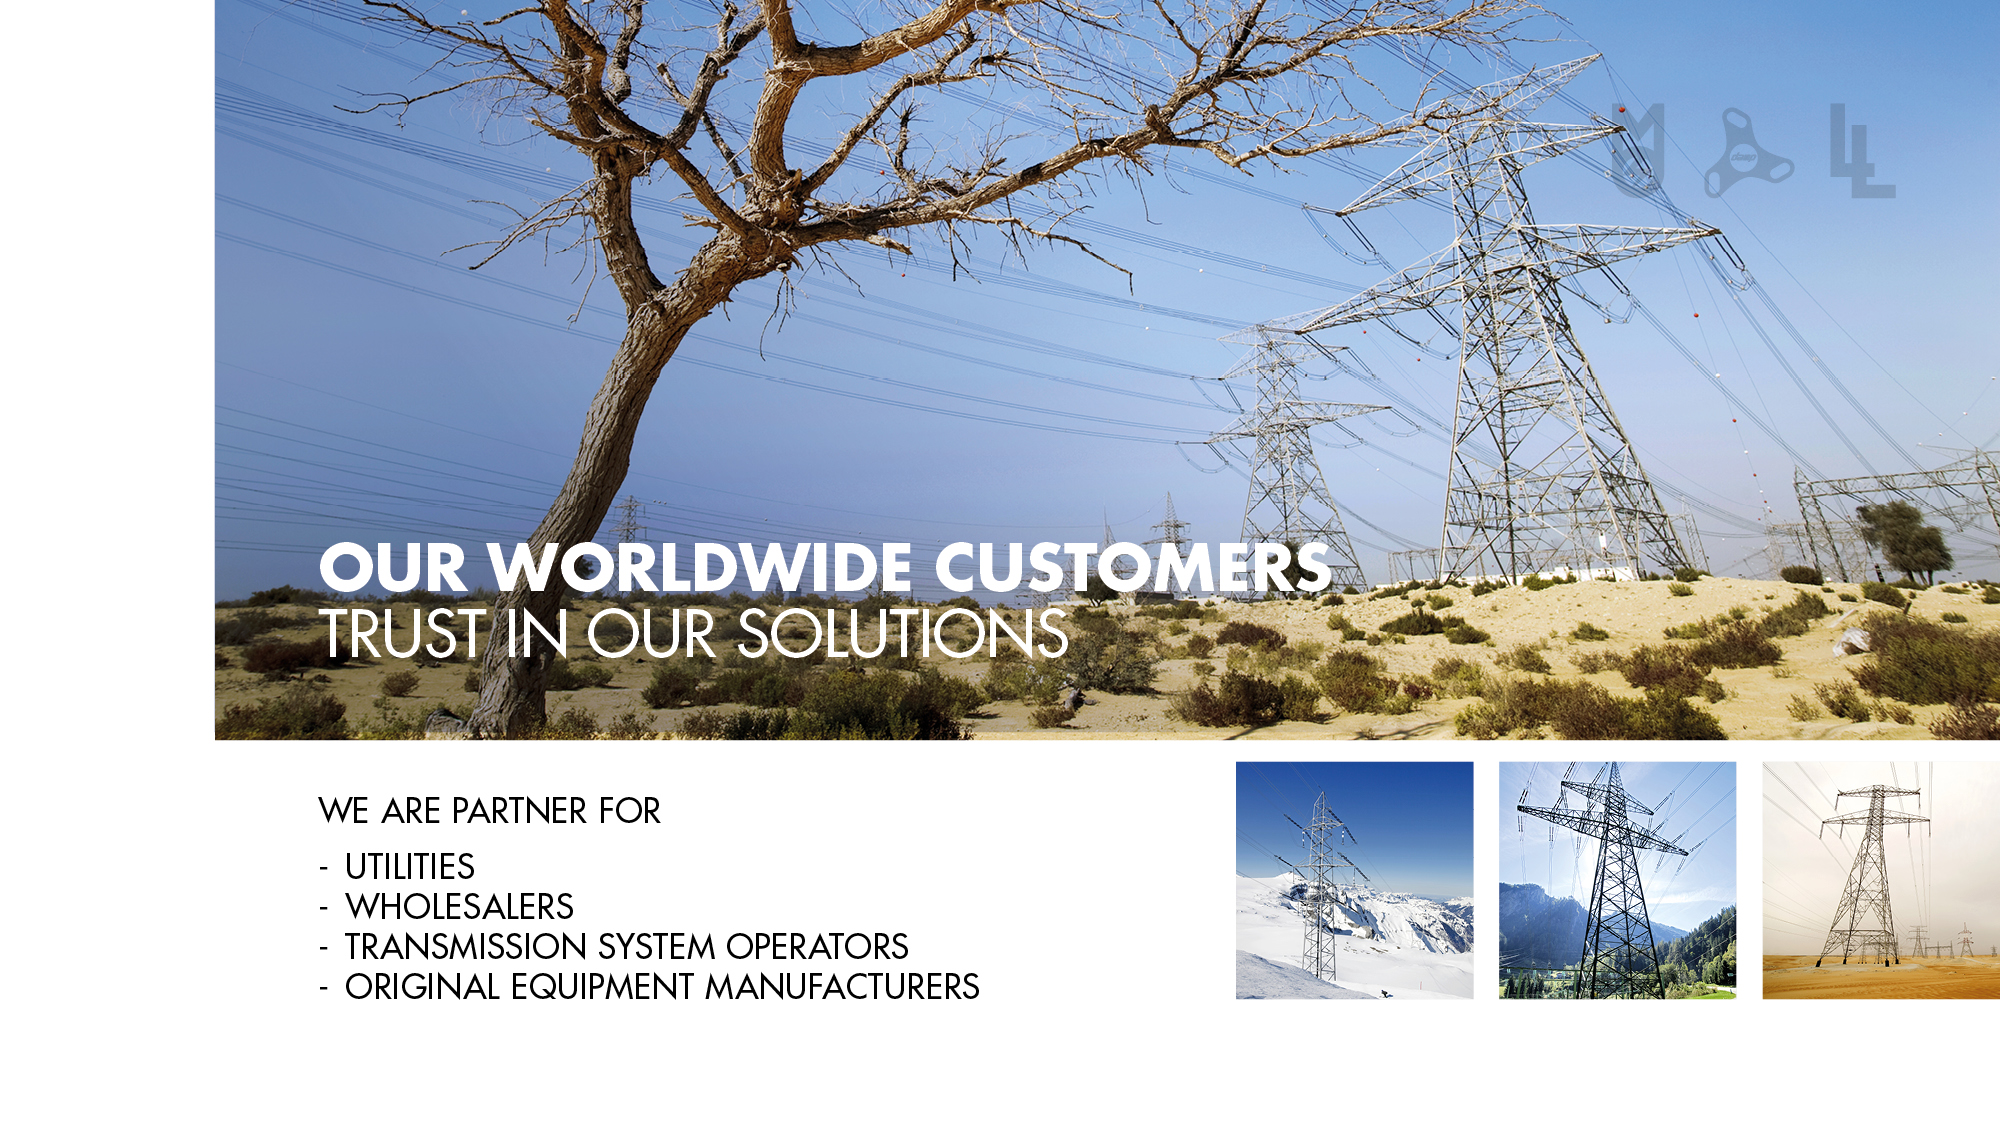 OUR WORLDWIDE CUSTOMERS
TRUST IN OUR SOLUTIONS
WE ARE PARTNER FOR
- UTILITIES
- WHOLESALERS
- TRANSMISSION SYSTEM OPERATORS
- ORIGINAL EQUIPMENT MANUFACTURERS